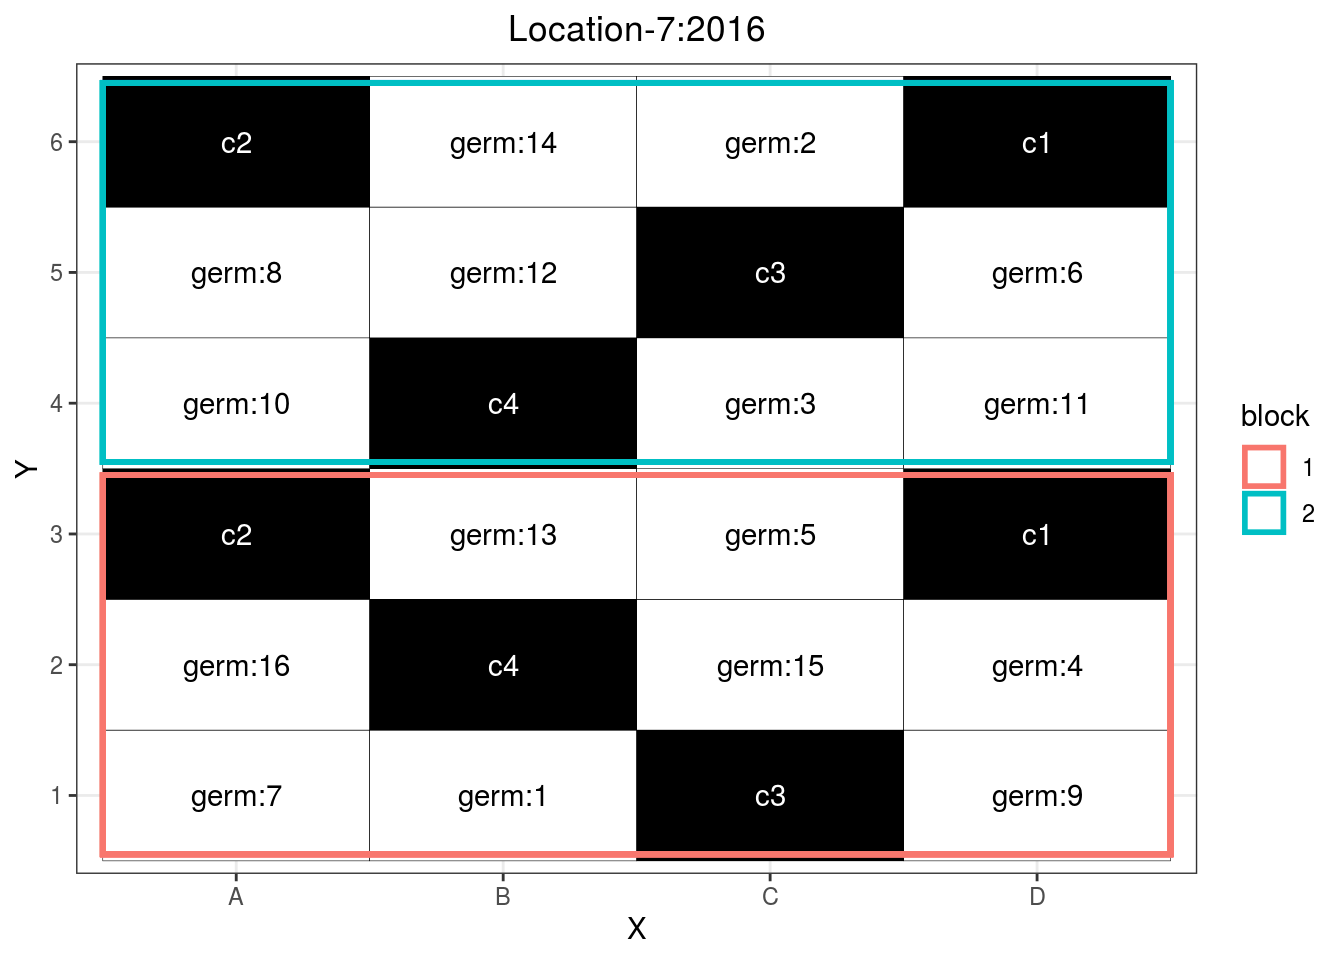 Location-7:2016
6
c2 germ:14 germ:2 c1
5
germ:8 germ:12 c3 germ:6
4
germ:10 c4 germ:3 germ:11
Y
3
c2 germ:13 germ:5 c1
2
germ:16 c4 germ:15 germ:4
1
germ:7 germ:1 c3 germ:9
A B C D
X
block
1
2